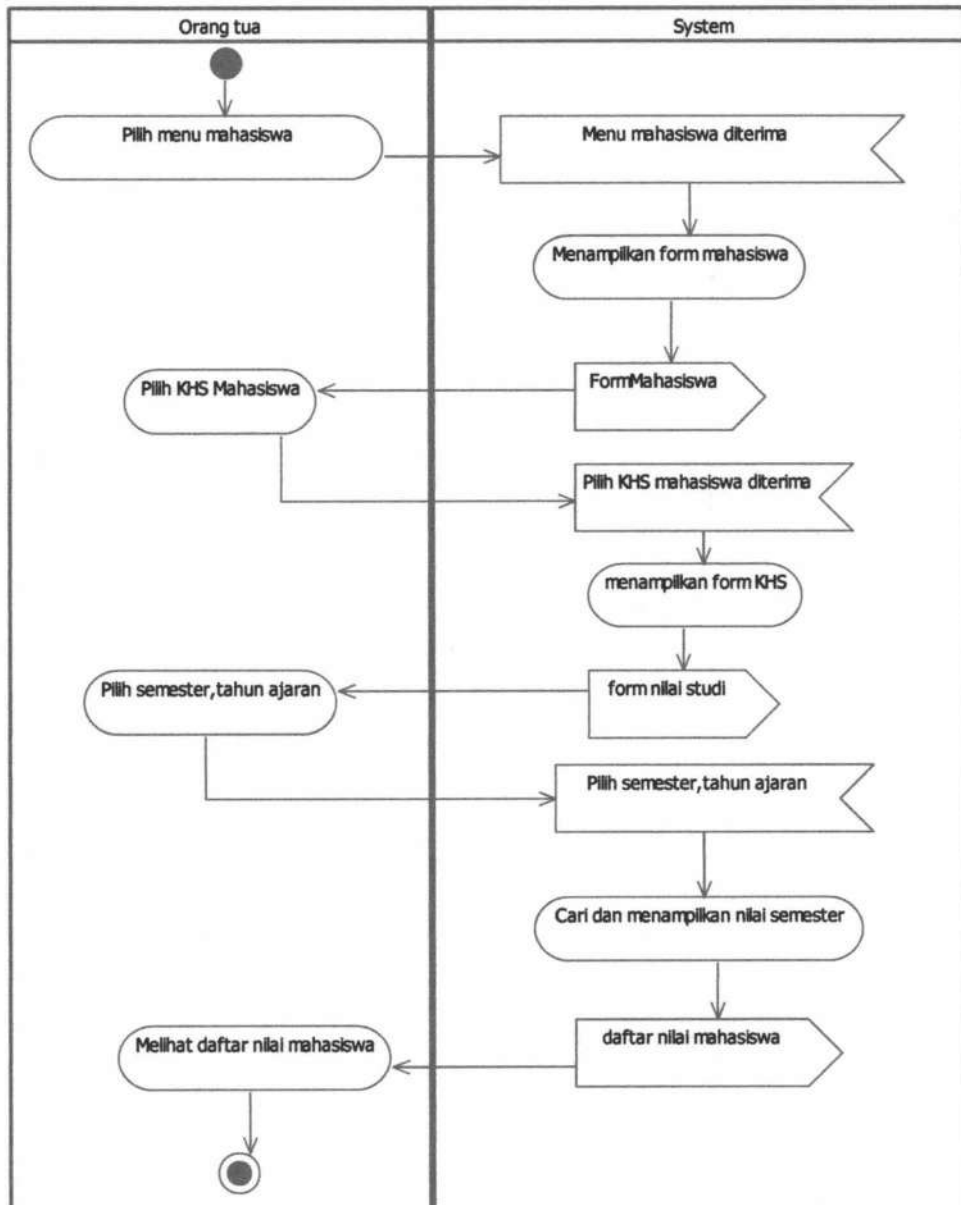 Orang tua
System
Pilih menu mahasiswa
Menu mahasiswa diterima
Menampilkan form mahasiswa
Pilih KHS Mahasiswa
FormMahasiswa
Pilih KHS mahasiswa diterima
menampilkan form KHS
Pilih semester,tahun ajaran
form nilai studi
Pilih semester,tahun ajaran
Cari dan menampilkan nilai semester
Melihat daftar nilai mahasiswa
daftar nilai mahasiswa